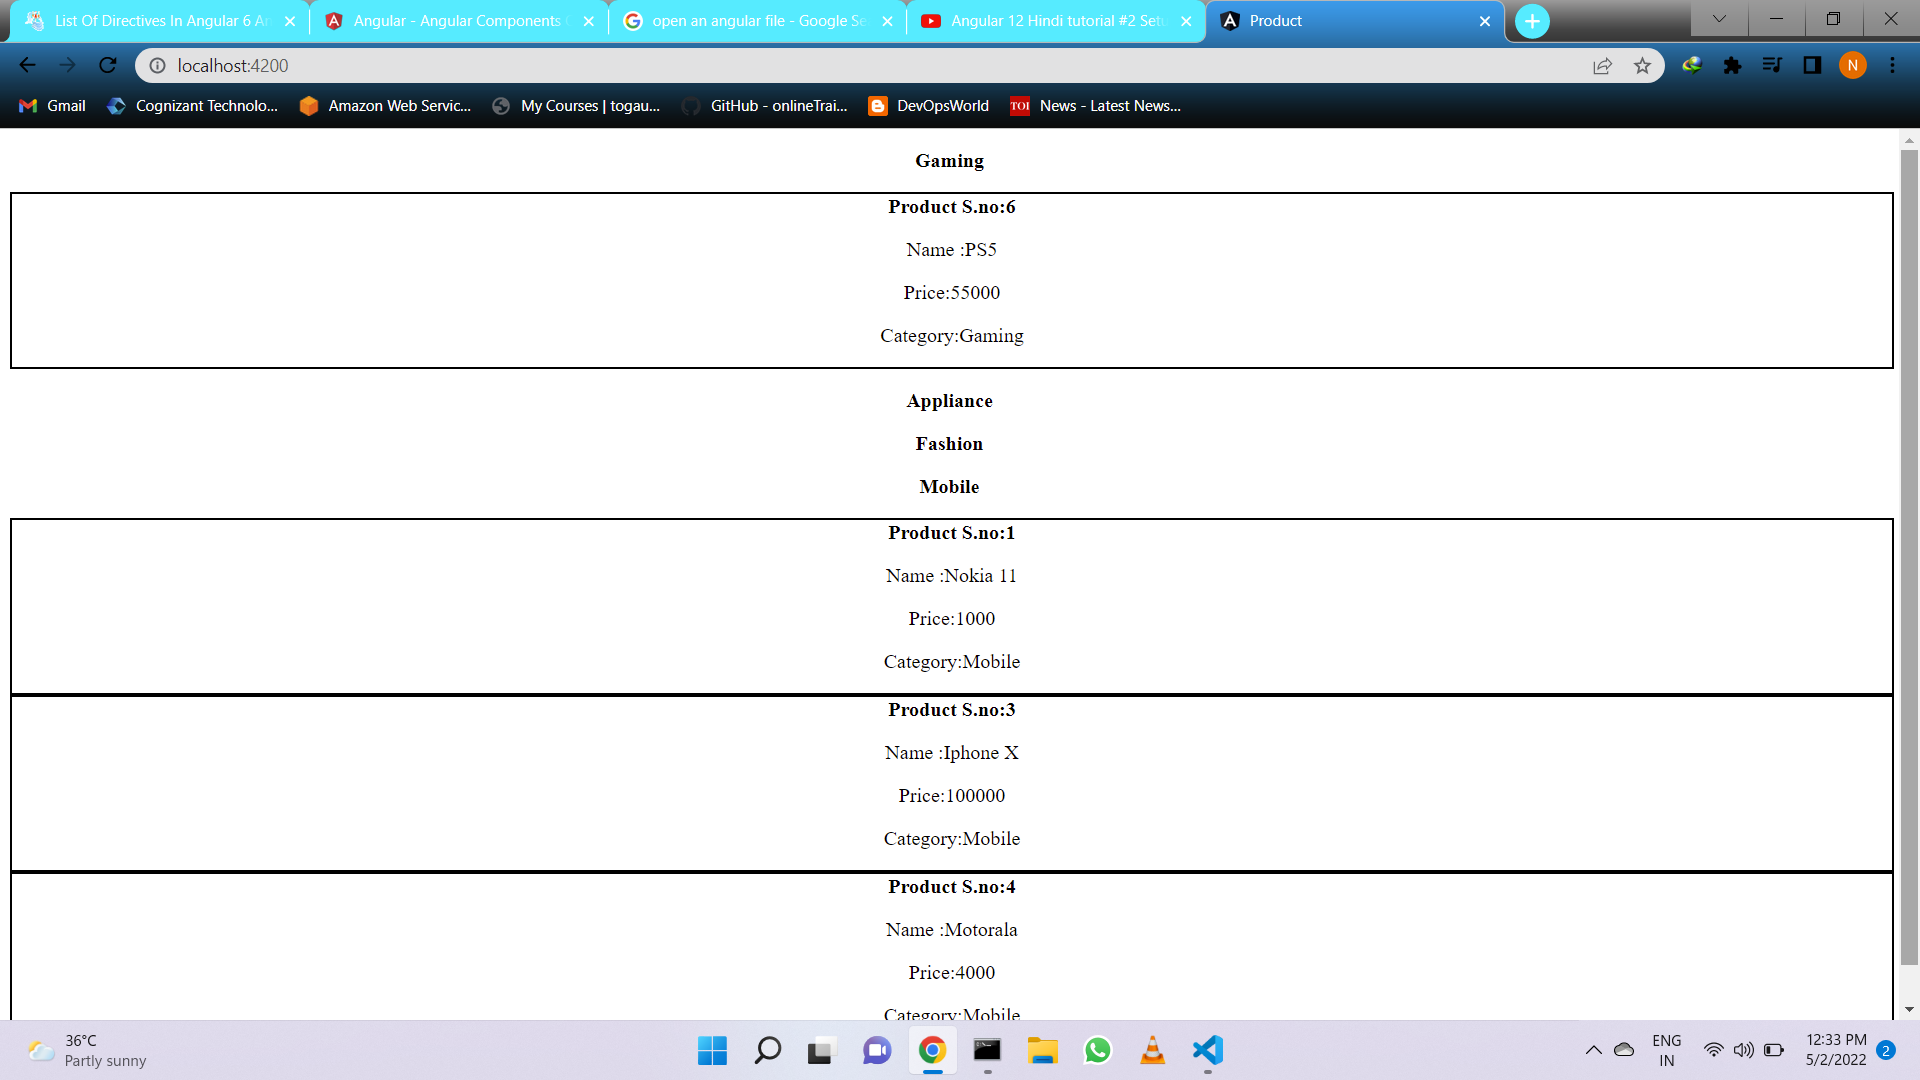 List Of Directives In Angular 6 An
Angular - Angular Components
open an angular file - Google Se
Angular 12 Hindi tutorial #2 Setu
Product
localhost:4200
N
Gmail
Cognizant Technolo...
Amazon Web Servic...
My Courses | togau...
GitHub - onlineTrai...
DevOpsWorld
TOI
News - Latest News...
Gaming
Product S.no:6
Name :PS5
Price:55000
Category:Gaming
Appliance
Fashion
Mobile
Product S.no:1
Name :Nokia 11
Price:1000
Category:Mobile
Product S.no:3
Name :Iphone X
Price:100000
Category:Mobile
Product S.no:4
Name :Motorala
Price:4000
Category:Mobile
36°C
Partly sunny
ENG
IN
12:33 PM
5/2/2022
2